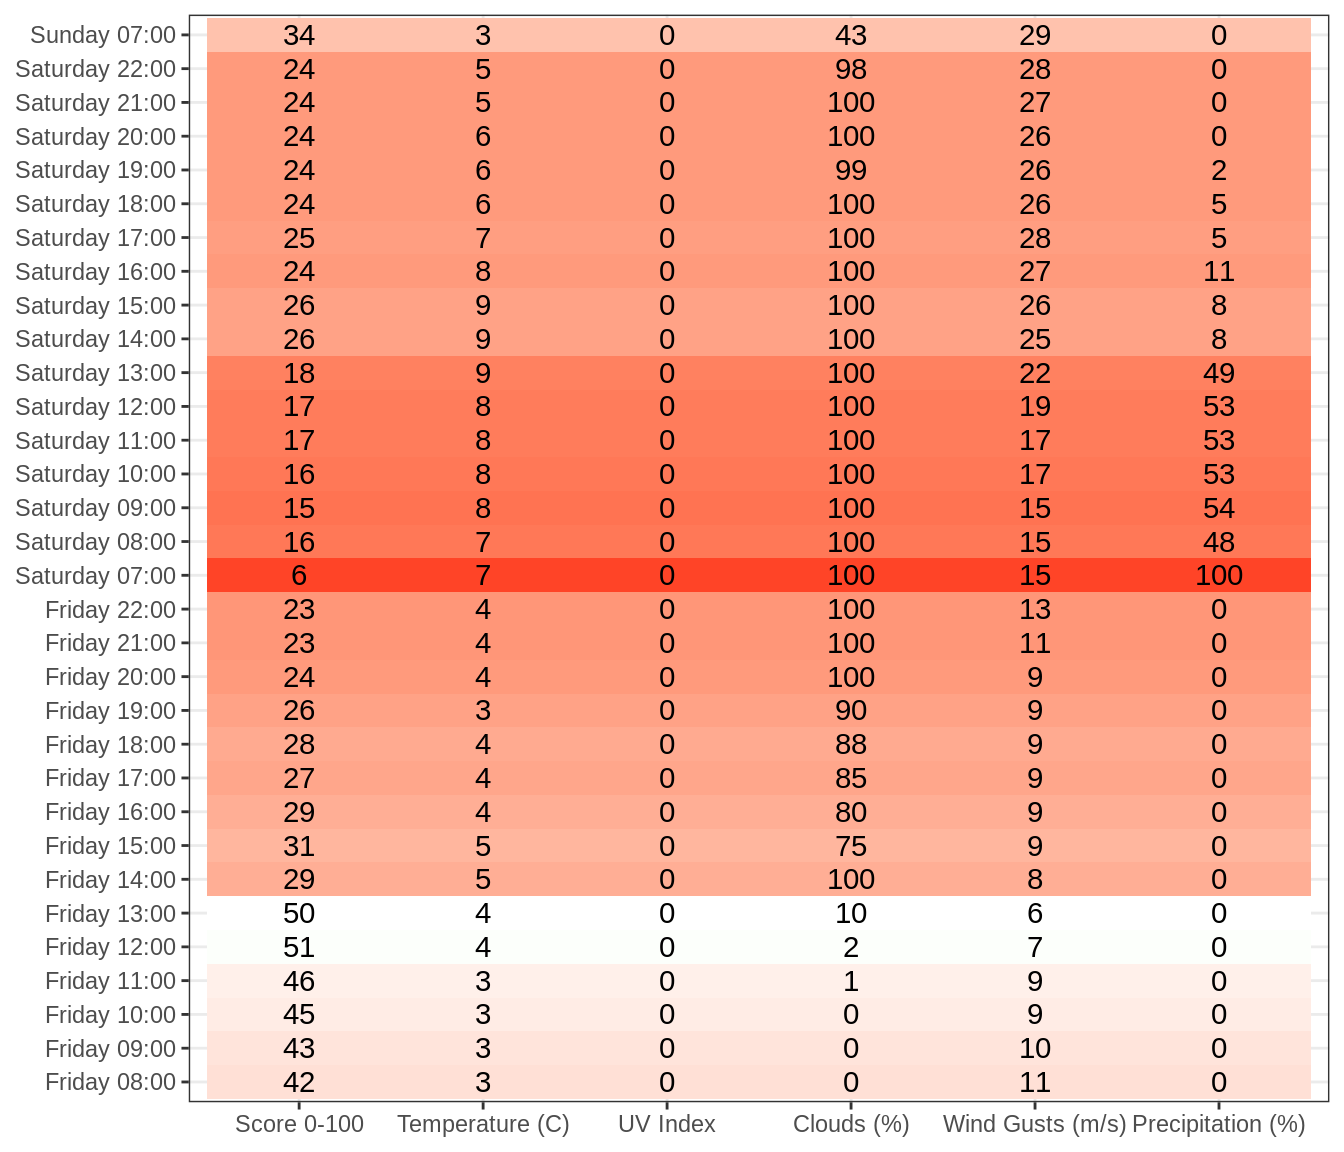 Sunday 07:00 34 3 0 43 29 0
Saturday 22:00 24 5 0 98 28 0
Saturday 21:00 24 5 0 100 27 0
Saturday 20:00 24 6 0 100 26 0
Saturday 19:00 24 6 0 99 26 2
Saturday 18:00 24 6 0 100 26 5
Saturday 17:00 25 7 0 100 28 5
Saturday 16:00 24 8 0 100 27 11
Saturday 15:00 26 9 0 100 26 8
Saturday 14:00 26 9 0 100 25 8
Saturday 13:00 18 9 0 100 22 49
Saturday 12:00 17 8 0 100 19 53
Saturday 11:00 17 8 0 100 17 53
Saturday 10:00 16 8 0 100 17 53
Saturday 09:00 15 8 0 100 15 54
Saturday 08:00 16 7 0 100 15 48
Saturday 07:00 6 7 0 100 15 100
Friday 22:00 23 4 0 100 13 0
Friday 21:00 23 4 0 100 11 0
Friday 20:00 24 4 0 100 9 0
Friday 19:00 26 3 0 90 9 0
Friday 18:00 28 4 0 88 9 0
Friday 17:00 27 4 0 85 9 0
Friday 16:00 29 4 0 80 9 0
Friday 15:00 31 5 0 75 9 0
Friday 14:00 29 5 0 100 8 0
Friday 13:00 50 4 0 10 6 0
Friday 12:00 51 4 0 2 7 0
Friday 11:00 46 3 0 1 9 0
Friday 10:00 45 3 0 0 9 0
Friday 09:00 43 3 0 0 10 0
Friday 08:00 42 3 0 0 11 0
Score 0-100 Temperature (C) UV Index Clouds (%) Wind Gusts (m/s) Precipitation (%)